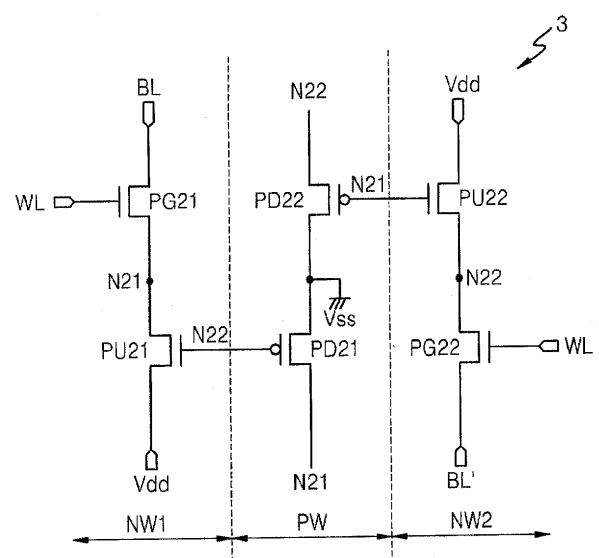 3
BL
N22
Vdd
WL
PG21
PD22
N21
PU22
N21
N22
Vss
PU21
N22
PD21
PG22
WL
Vdd
N21
BL'
NW1
PW
NW2